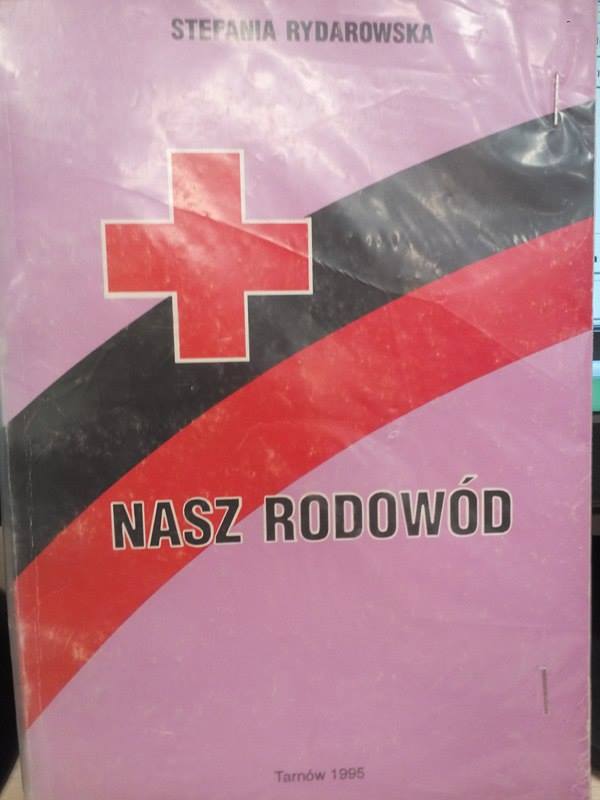 STEFANIA RYDAROWSKA
NASZ RODOWÓD
Tarnów 1995